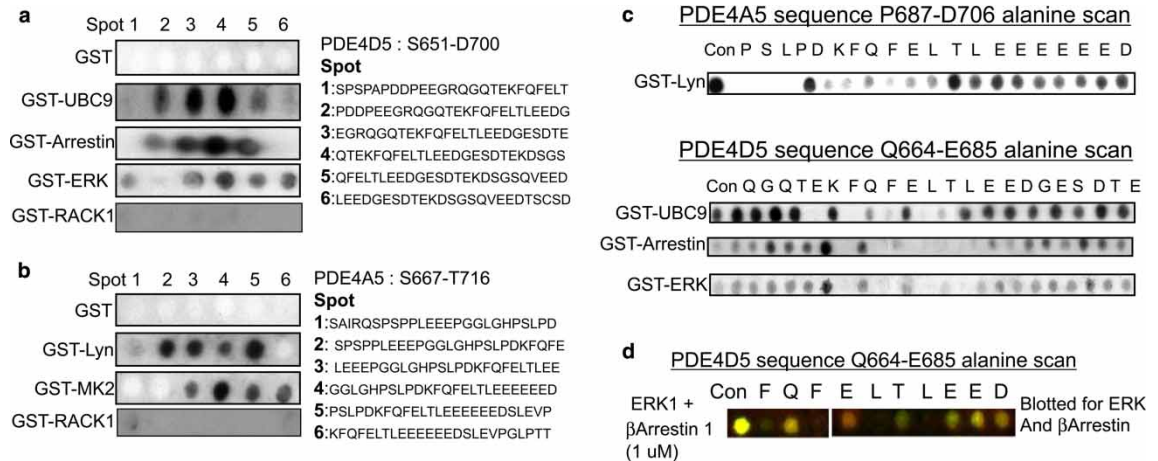 a
Spot 1 2 3 4 5 6
GST
GST-UBC9
GST-Arrestin
GST-ERK
GST-RACK1
PDE4D5 : S651-D700
Spot
1:SPSPAPDDPEEGRQGQTEKFQFELT
2:PDDPEEGRQGQTEKFQFELTLEEDG
3:EGRQGQTEKFQFELTLEEDGESDTE
4:QTEKFQFELTLEEDGESDTEKDSGS
5:QFELTLEEDGESDTEKDSGSQVEED
6:LEEDGESDTEKDSGSQVEEDTSCSD
b
Spot 1 2 3 4 5 6
GST
GST-Lyn
GST-MK2
GST-RACK1
PDE4A5 : S667-T716
Spot
1:SAIRQSPSPPLEEEPGGLGHPSLPD
2: SPSPPLEEEPGGLGHPSLPDKFQFE
3: LEEEPGGLGHPSLPDKFQFELTLEE
4:GGLGHPSLPDKFQFELTLEEEEEED
5:PSLPDKFQFELTLEEEEEEDSLEVP
6:KFQFELTLEEEEEEDSLEVPGLPTT
c
PDE4A5 sequence P687-D706 alanine scan
Con P S L P D K F Q F E L T L E E E E E E D
GST-Lyn
PDE4D5 sequence Q664-E685 alanine scan
Con Q G Q T E K F Q F E L T L E E D G E S D T E
GST-UBC9
GST-Arrestin
GST-ERK
d
PDE4D5 sequence Q664-E685 alanine scan
Con F Q F E L T L E E D
ERK1 +
βArrestin 1
(1 uM)
Blotted for ERK
And βArrestin